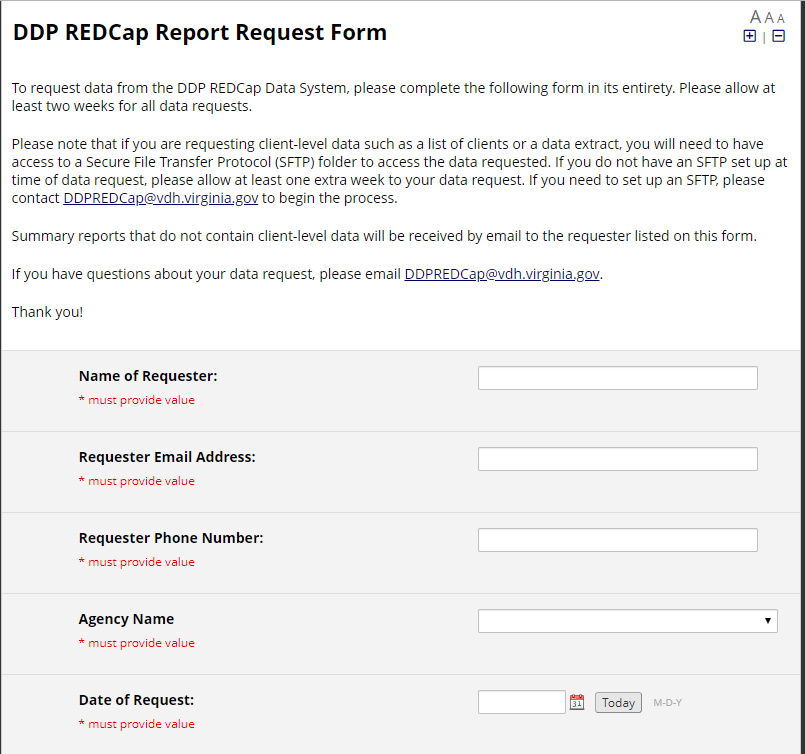 DDP REDCap Report Request Form
A A A
|
To request data from the DDP REDCap Data System, please complete the following form in its entirety. Please allow at
least two weeks for all data requests.
Please note that if you are requesting client-level data such as a list of clients or a data extract, you will need to have
access to a Secure File Transfer Protocol (SFTP) folder to access the data requested. If you do not have an SFTP set up at
time of data request, please allow at least one extra week to your data request. If you need to set up an SFTP, please
contact DDPREDCap@vdh.virginia.gov to begin the process.
Summary reports that do not contain client-level data will be received by email to the requester listed on this form.
If you have questions about your data request, please email DDPREDCap@vdh.virginia.gov.
Thank you!
Name of Requester:
* must provide value
Requester Email Address:
* must provide value
Requester Phone Number:
* must provide value
Agency Name
* must provide value
Date of Request:
31 Today M-D-Y
* must provide value